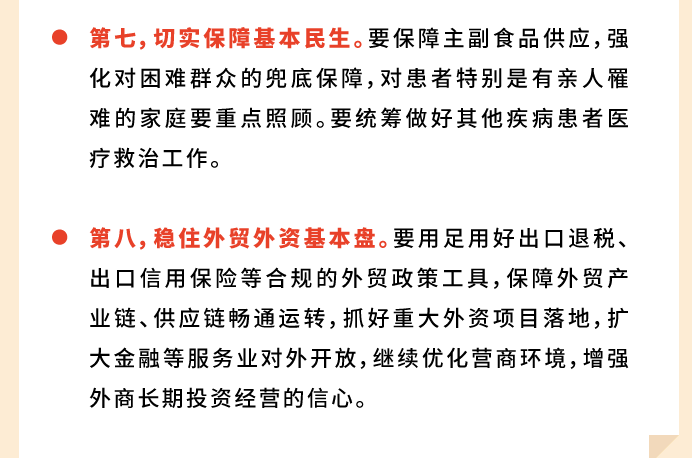 第七，切实保障基本民生。要保障主副食品供应，强
化对困难群众的兜底保障，对患者特别是有亲人罹
难的家庭要重点照顾。要统筹做好其他疾病患者医
疗救治工作。
第八，稳住外贸外资基本盘。要用足用好出口退税、
出口信用保险等合规的外贸政策工具，保障外贸产
业链、供应链畅通运转，抓好重大外资项目落地，扩
大金融等服务业对外开放，继续优化营商环境，增强
外商长期投资经营的信心。